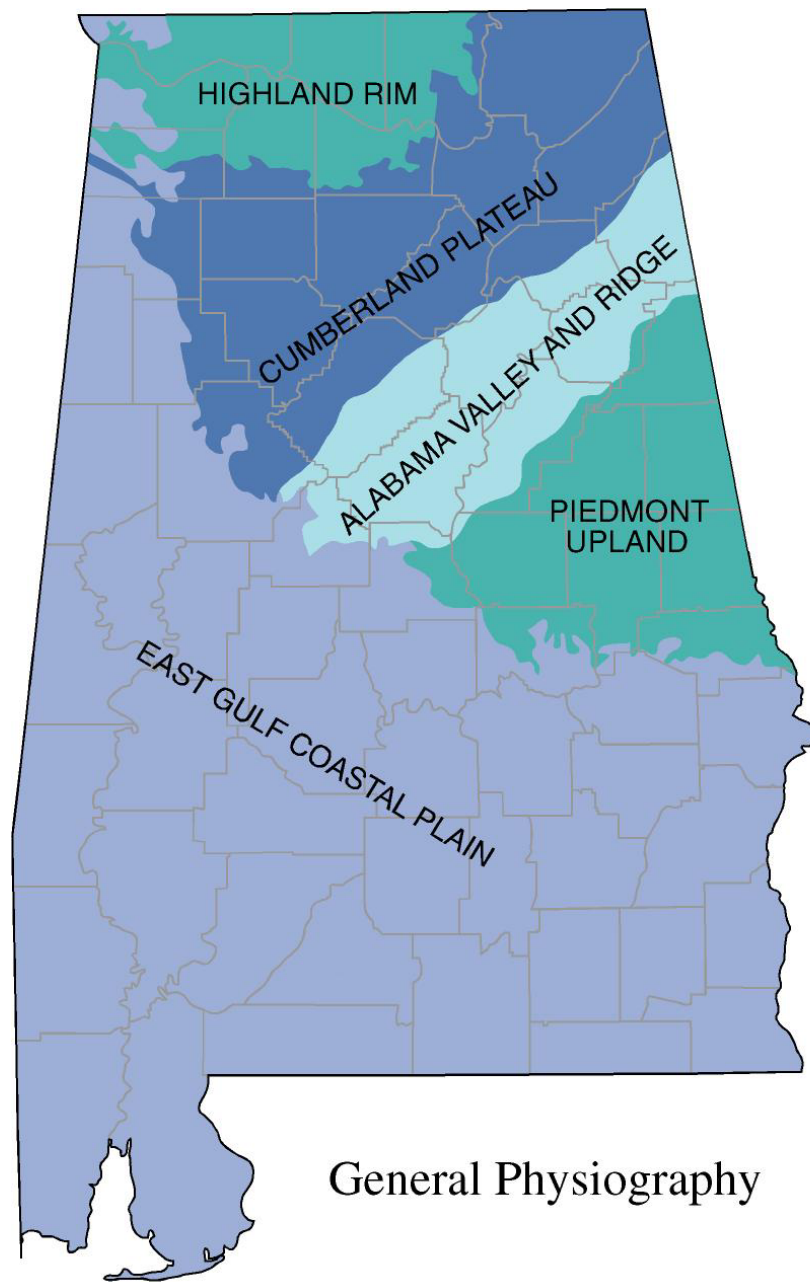 HIGHLAND RIM
CUMBERLAND PLATEAU
ALABAMA VALLEY AND RIDGE
PIEDMONT
UPLAND
EAST GULF COASTAL PLAIN
General Physiography